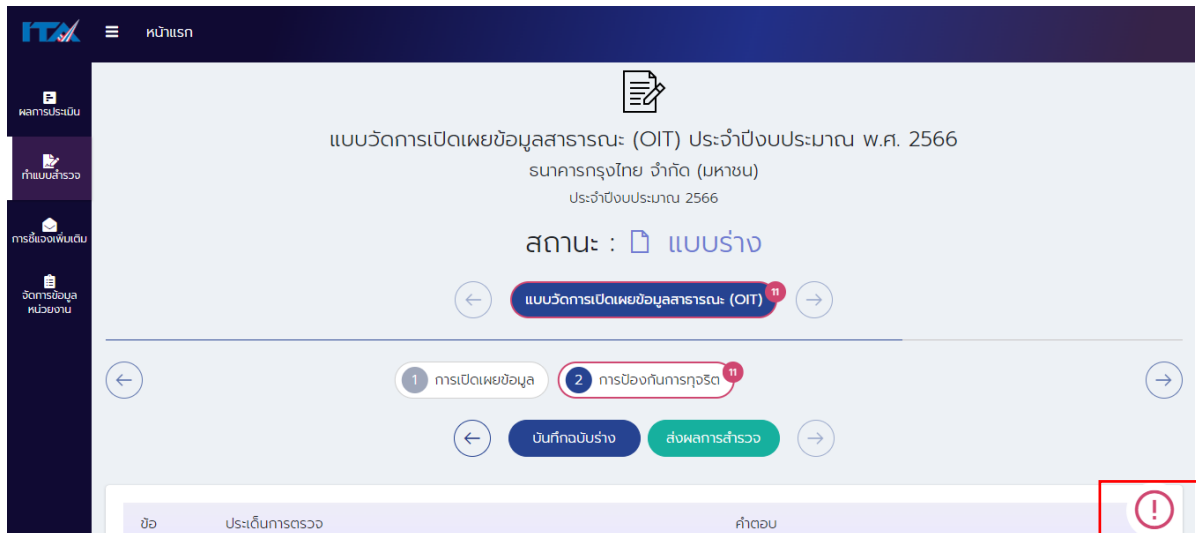 ITA
หน้าแรก
ผลการประเมิน
ทำแบบสำรวจ
การชี้แจงเพิ่มเติม
จัดการข้อมูล
หน่วยงาน
แบบวัดการเปิดเผยข้อมูลสาธารณะ (OIT) ประจำปีงบประมาณ พ.ศ. 2566
ธนาคารกรุงไทย จำกัด (มหาชน)
ประจำปีงบประมาณ 2566
สถานะ : แบบร่าง
แบบวัดการเปิดเผยข้อมูลสาธารณะ (OIT) 11
1 การเปิดเผยข้อมูล 2 การป้องกันการทุจริต 11
บันทึกฉบับร่าง ส่งผลการสำรวจ
ข้อ ประเด็นการตรวจ คำตอบ